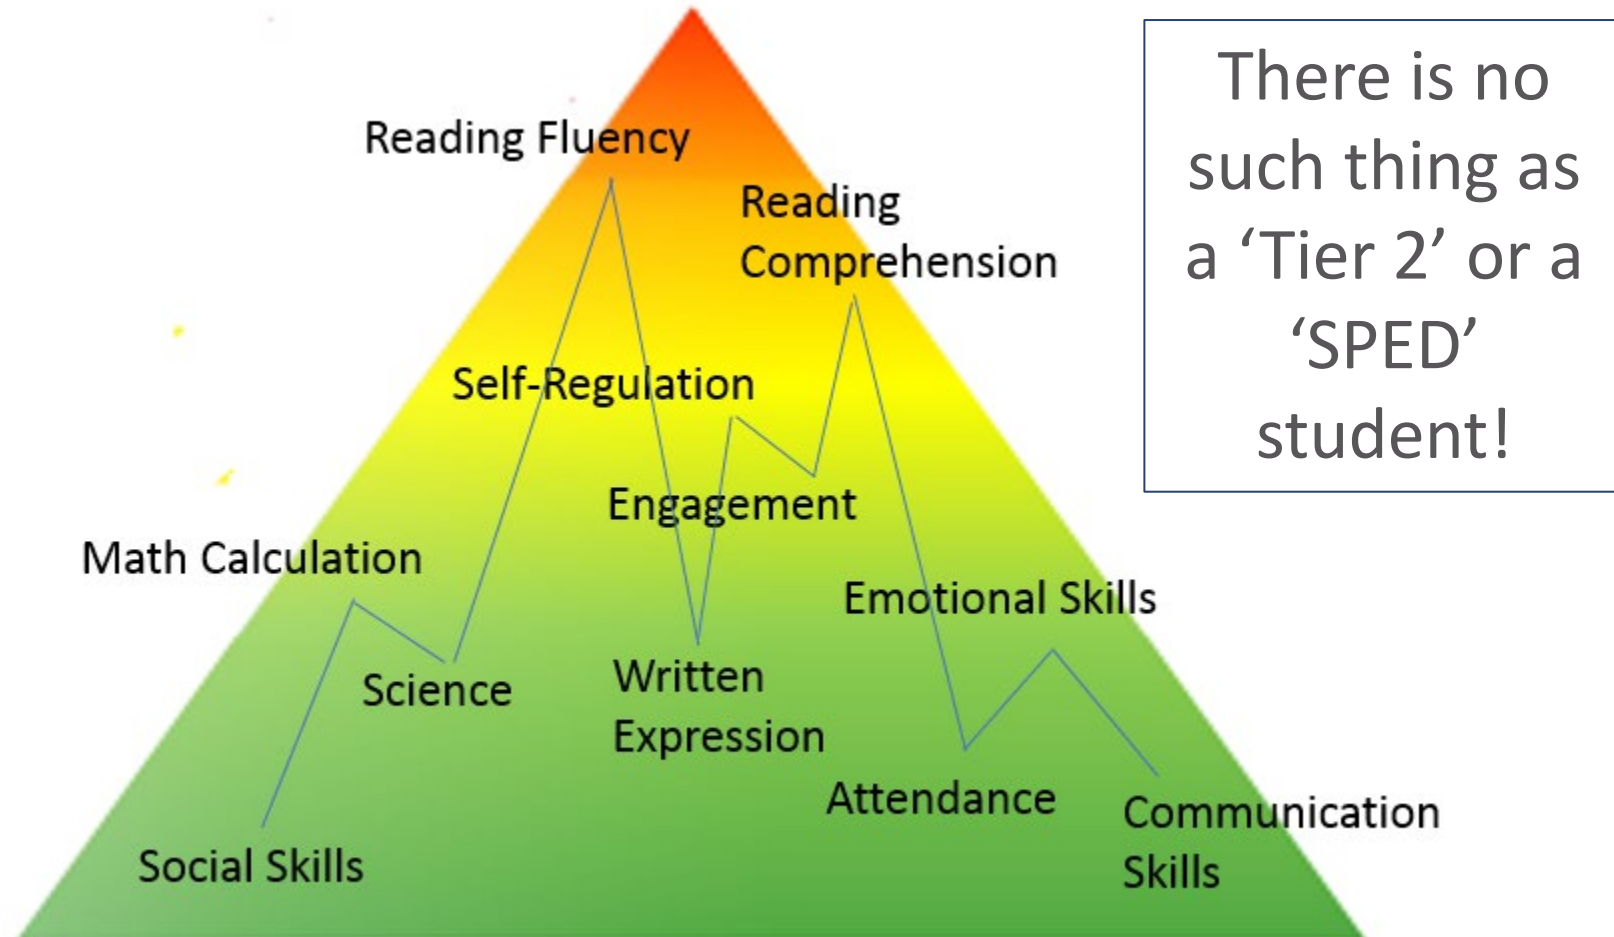 Reading Fluency
Reading
Comprehension
Self-Regulation
Engagement
Math Calculation
Emotional Skills
Science
Written
Expression
Attendance
Communication
Skills
Social Skills
There is no
such thing as
a ‘Tier 2’ or a
‘SPED’
student!